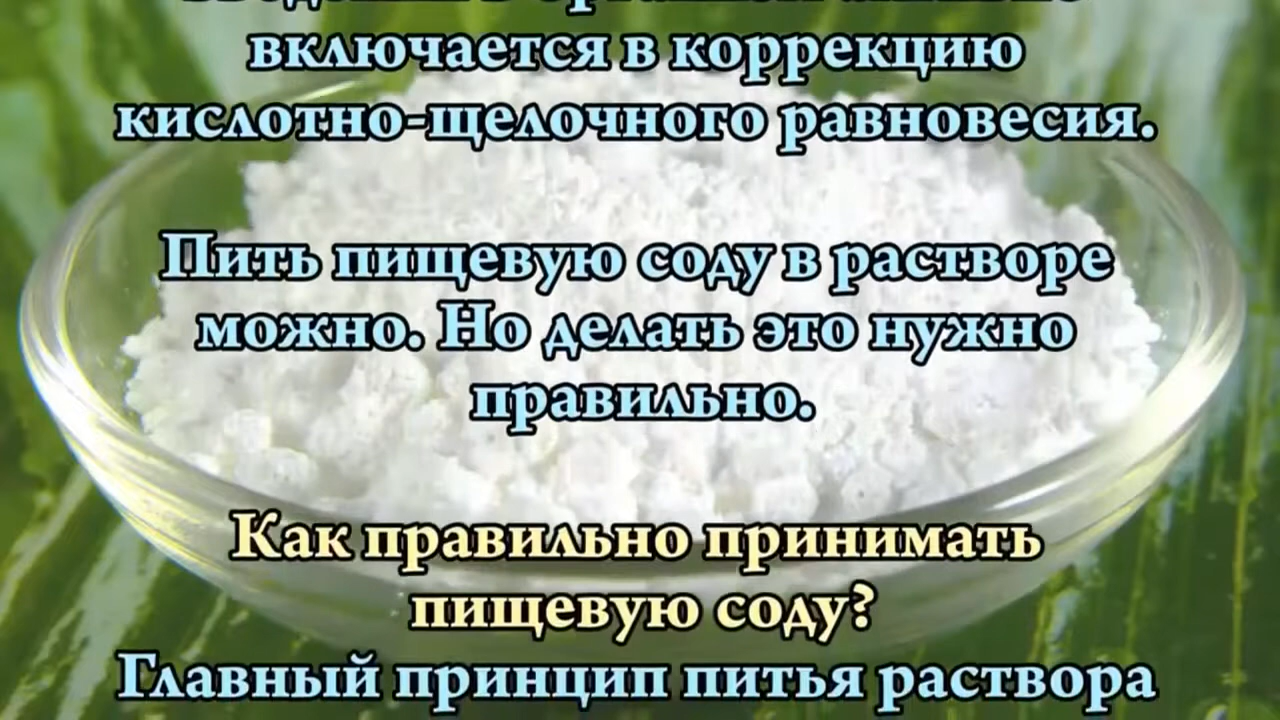 включается в коррекцию
кислотно-щелочного равновесия.
Пить пищевую соду в растворе
можно. Но делать это нужно
правильно.
Как правильно принимать
пищевую соду?
Главный принцип питья раствора